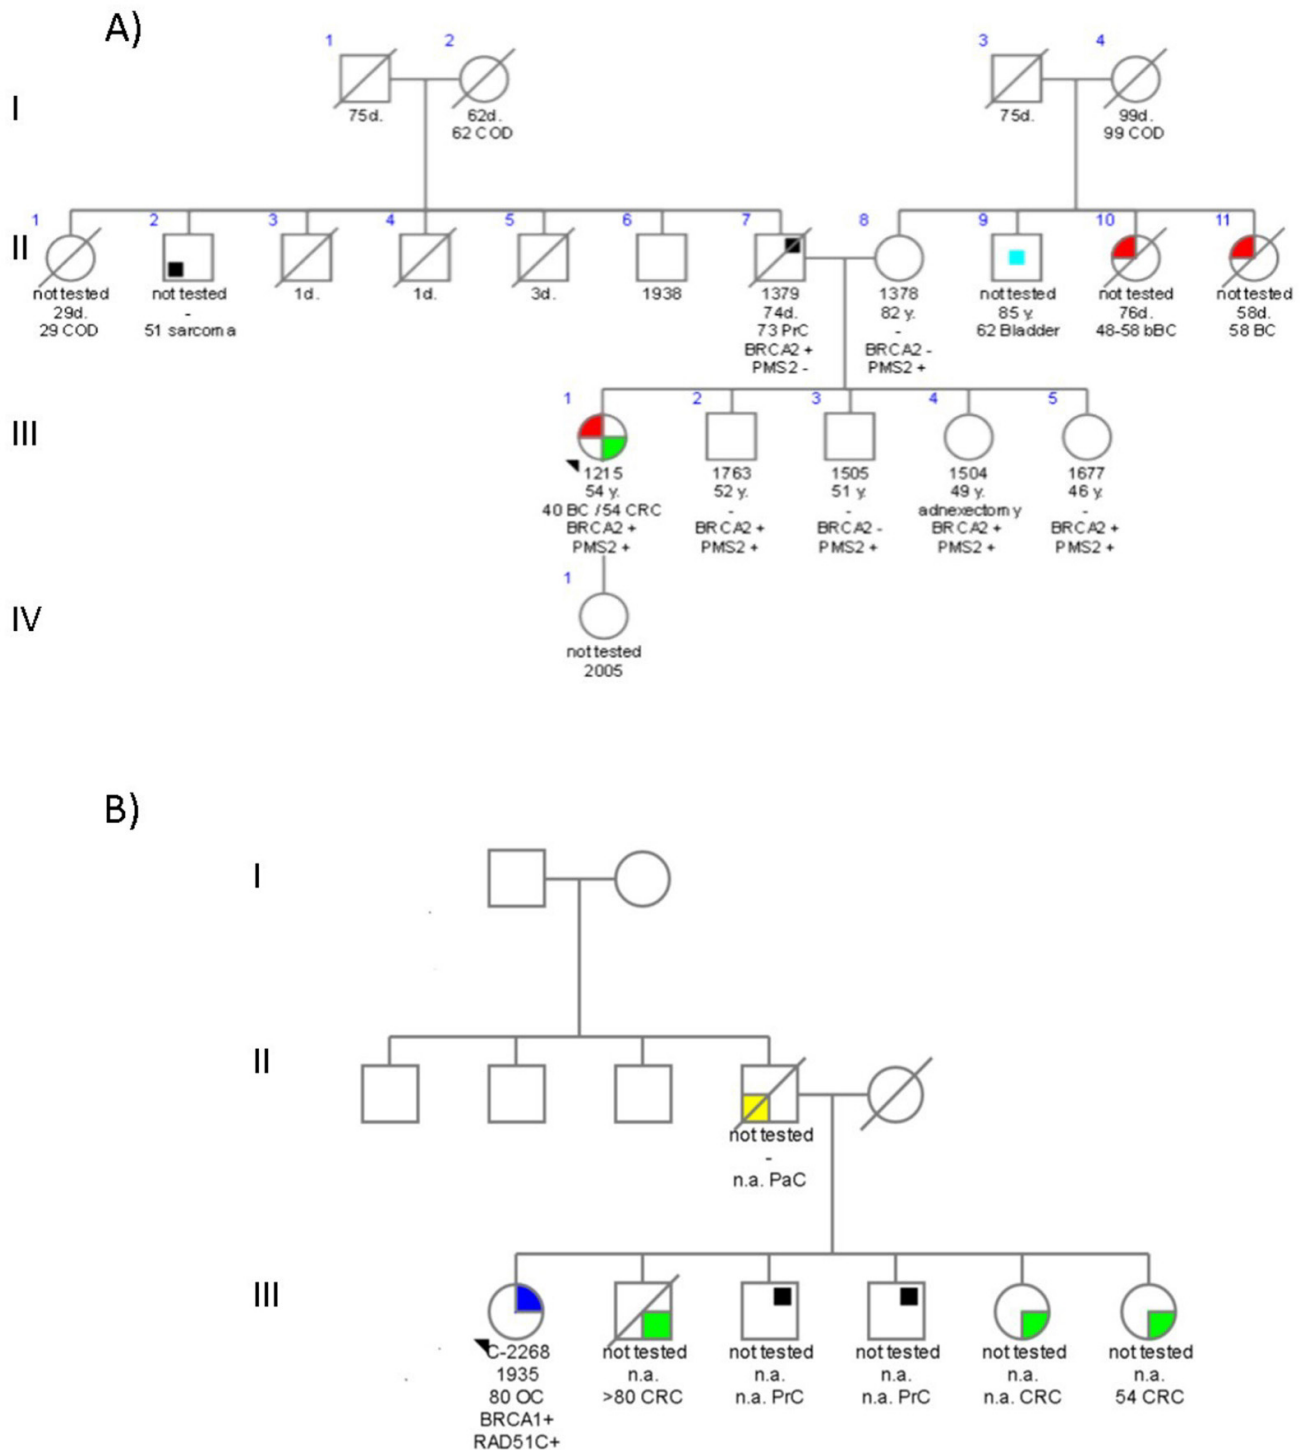 A)
1 2 3 4
I
75d. 62d. 75d. 99d.
62 COD 99 COD
1 2 3 4 5 6 7 8 9 10 11
II
not tested not tested 1d. 1d. 3d. 1938 1379 1378 not tested not tested not tested
29d. - 74d. 82 y. 85 y. 76d. 58d.
29 COD 51 sarcoma 73 PrC - 62 Bladder 48-58 bBC 58 BC
BRCA2 + BRCA2 -
PMS2 - PMS2 +
1 2 3 4 5
III
1215 1763 1505 1504 1677
54 y. 52 y. 51 y. 49 y. 46 y.
40 BC / 54 CRC - - adnexectomy -
BRCA2 + BRCA2 + BRCA2 - BRCA2 + BRCA2 +
PMS2 + PMS2 + PMS2 + PMS2 + PMS2 +
1
IV
not tested
2005
B)
I
II
not tested
-
n.a. PaC
III
C-2268 not tested not tested not tested not tested not tested
1935 n.a. n.a. n.a. n.a. n.a.
80 OC >80 CRC n.a. PrC n.a. PrC n.a. CRC 54 CRC
BRCA1+
RAD51C+